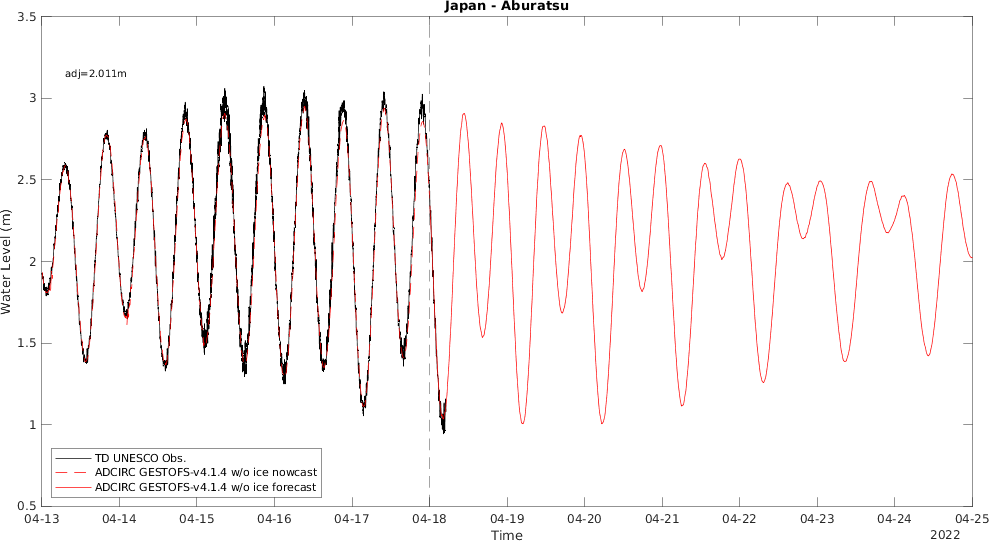 Japan - Aburatsu
3.5
adj=2.011m
3
2.5
Water Level (m)
2
1.5
1
TD UNESCO Obs.
ADCIRC GESTOFS-v4.1.4 w/o ice nowcast
ADCIRC GESTOFS-v4.1.4 w/o ice forecast
0.5
04-13 04-14 04-15 04-16 04-17 04-18 04-19 04-20 04-21 04-22 04-23 04-24 04-25
Time 2022